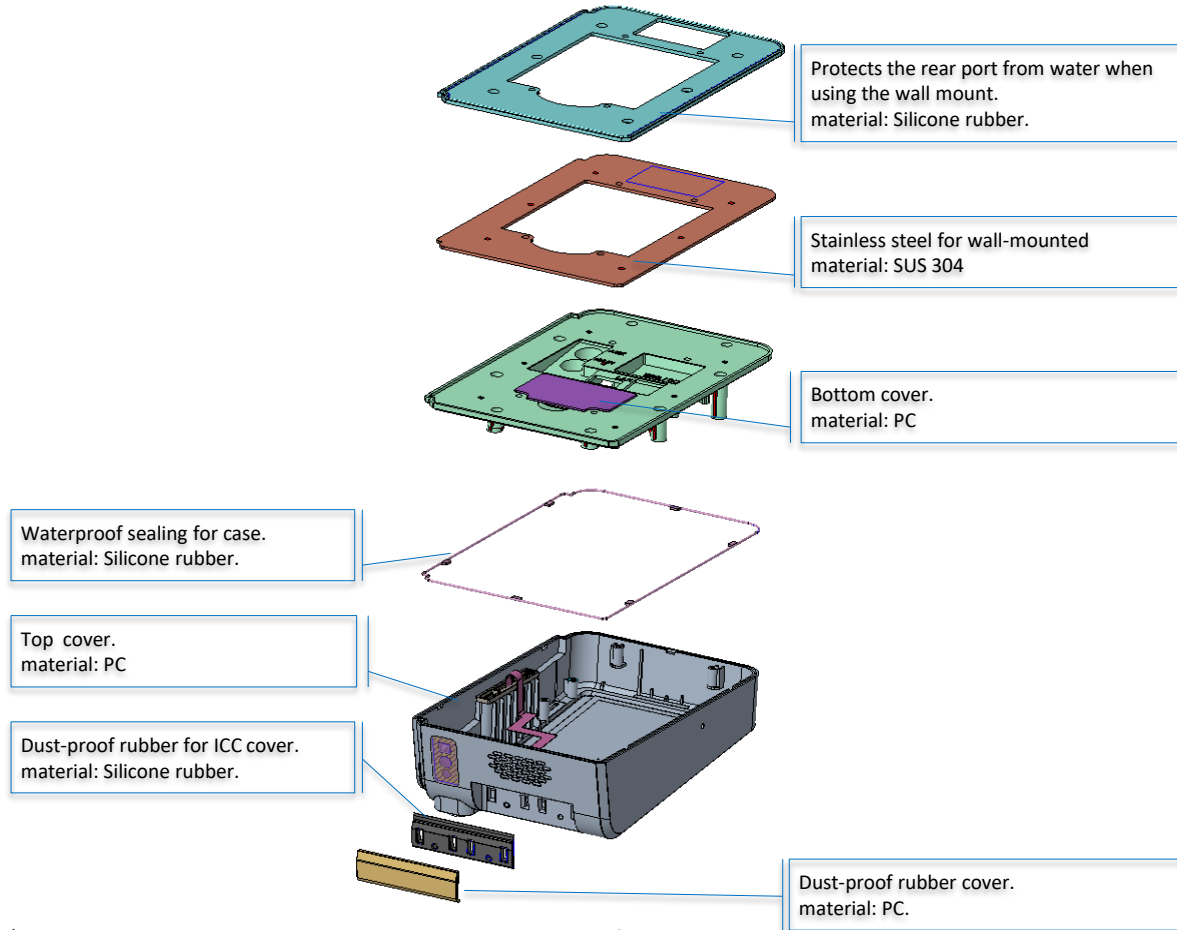 Protects the rear port from water when
using the wall mount.
material: Silicone rubber.
Stainless steel for wall-mounted
material: SUS 304
Bottom cover.
material: PC
Waterproof sealing for case.
material: Silicone rubber.
Top cover.
material: PC
Dust-proof rubber for ICC cover.
material: Silicone rubber.
Dust-proof rubber cover.
material: PC.